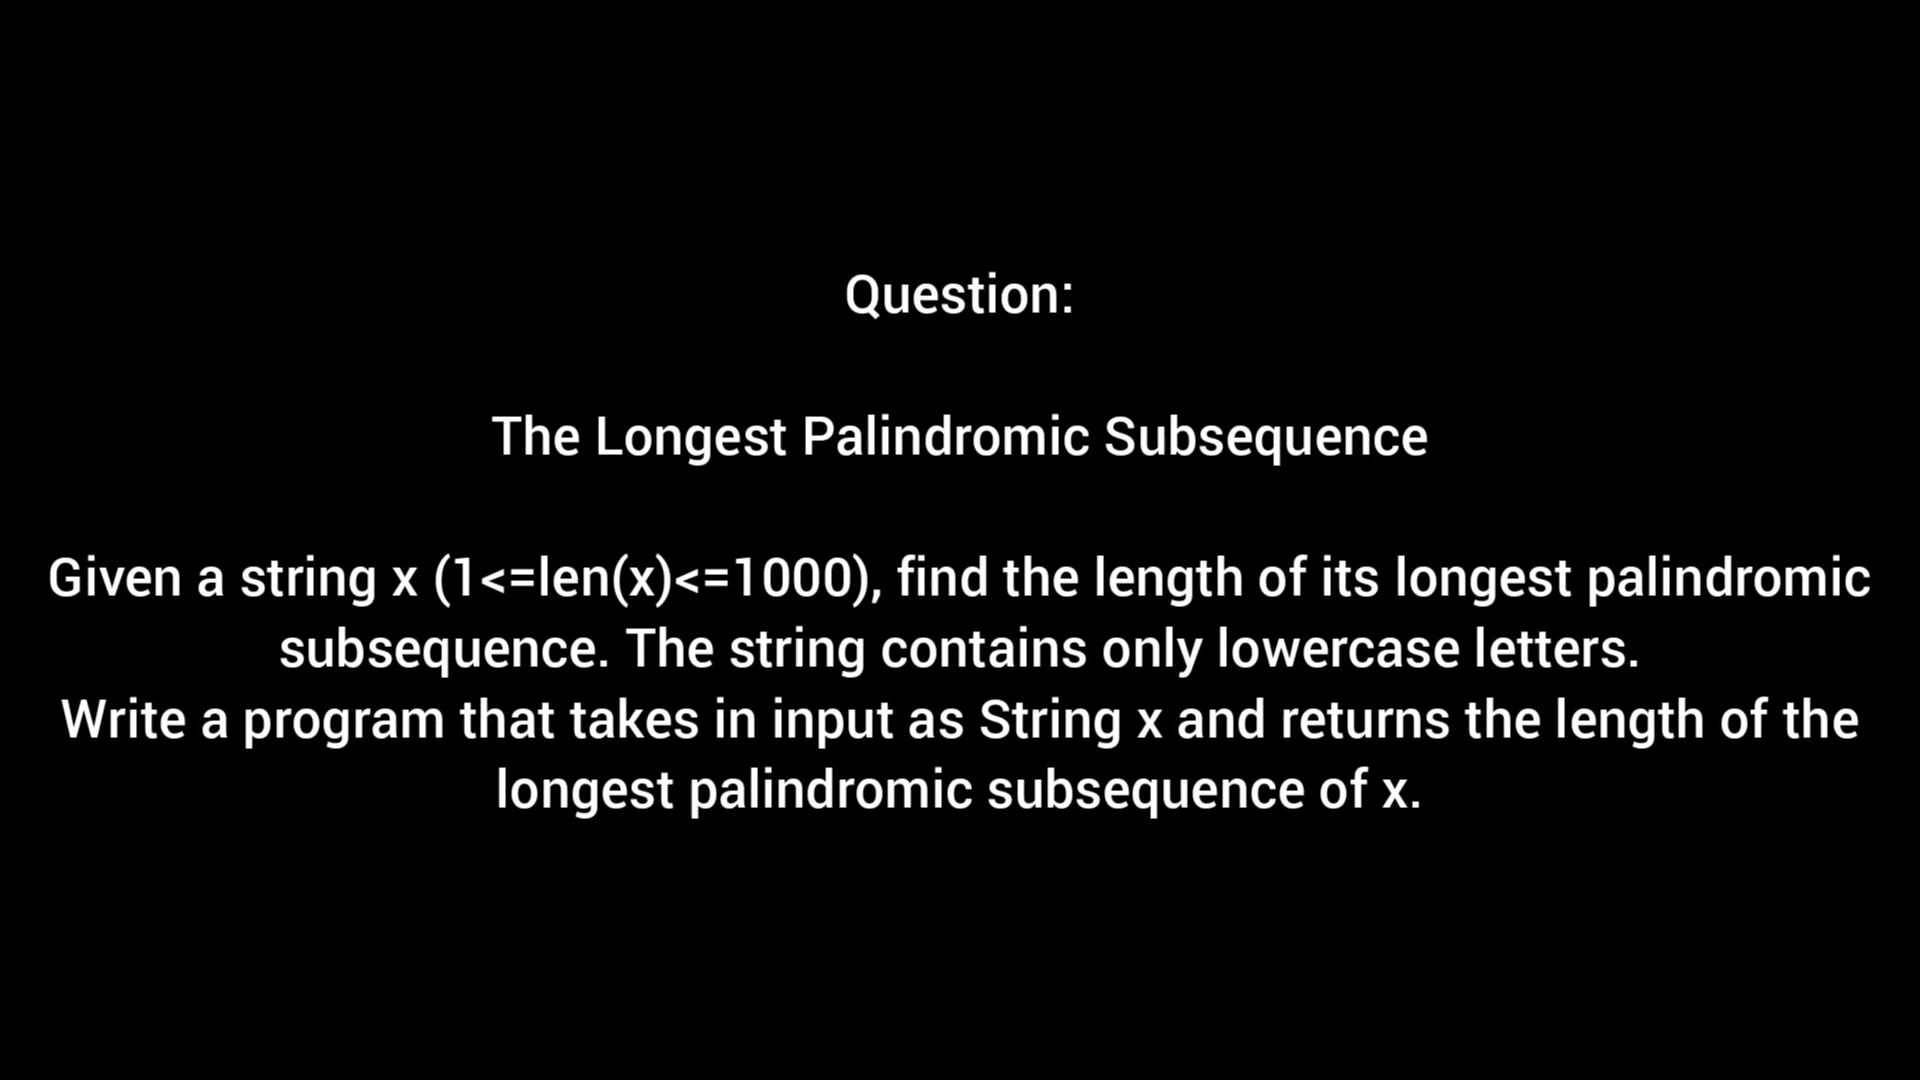 Question:
The Longest Palindromic Subsequence
Given a string x (1<=len(x)<=1000), find the length of its longest palindromic
subsequence. The string contains only lowercase letters.
Write a program that takes in input as String x and returns the length of the
longest palindromic subsequence of x.